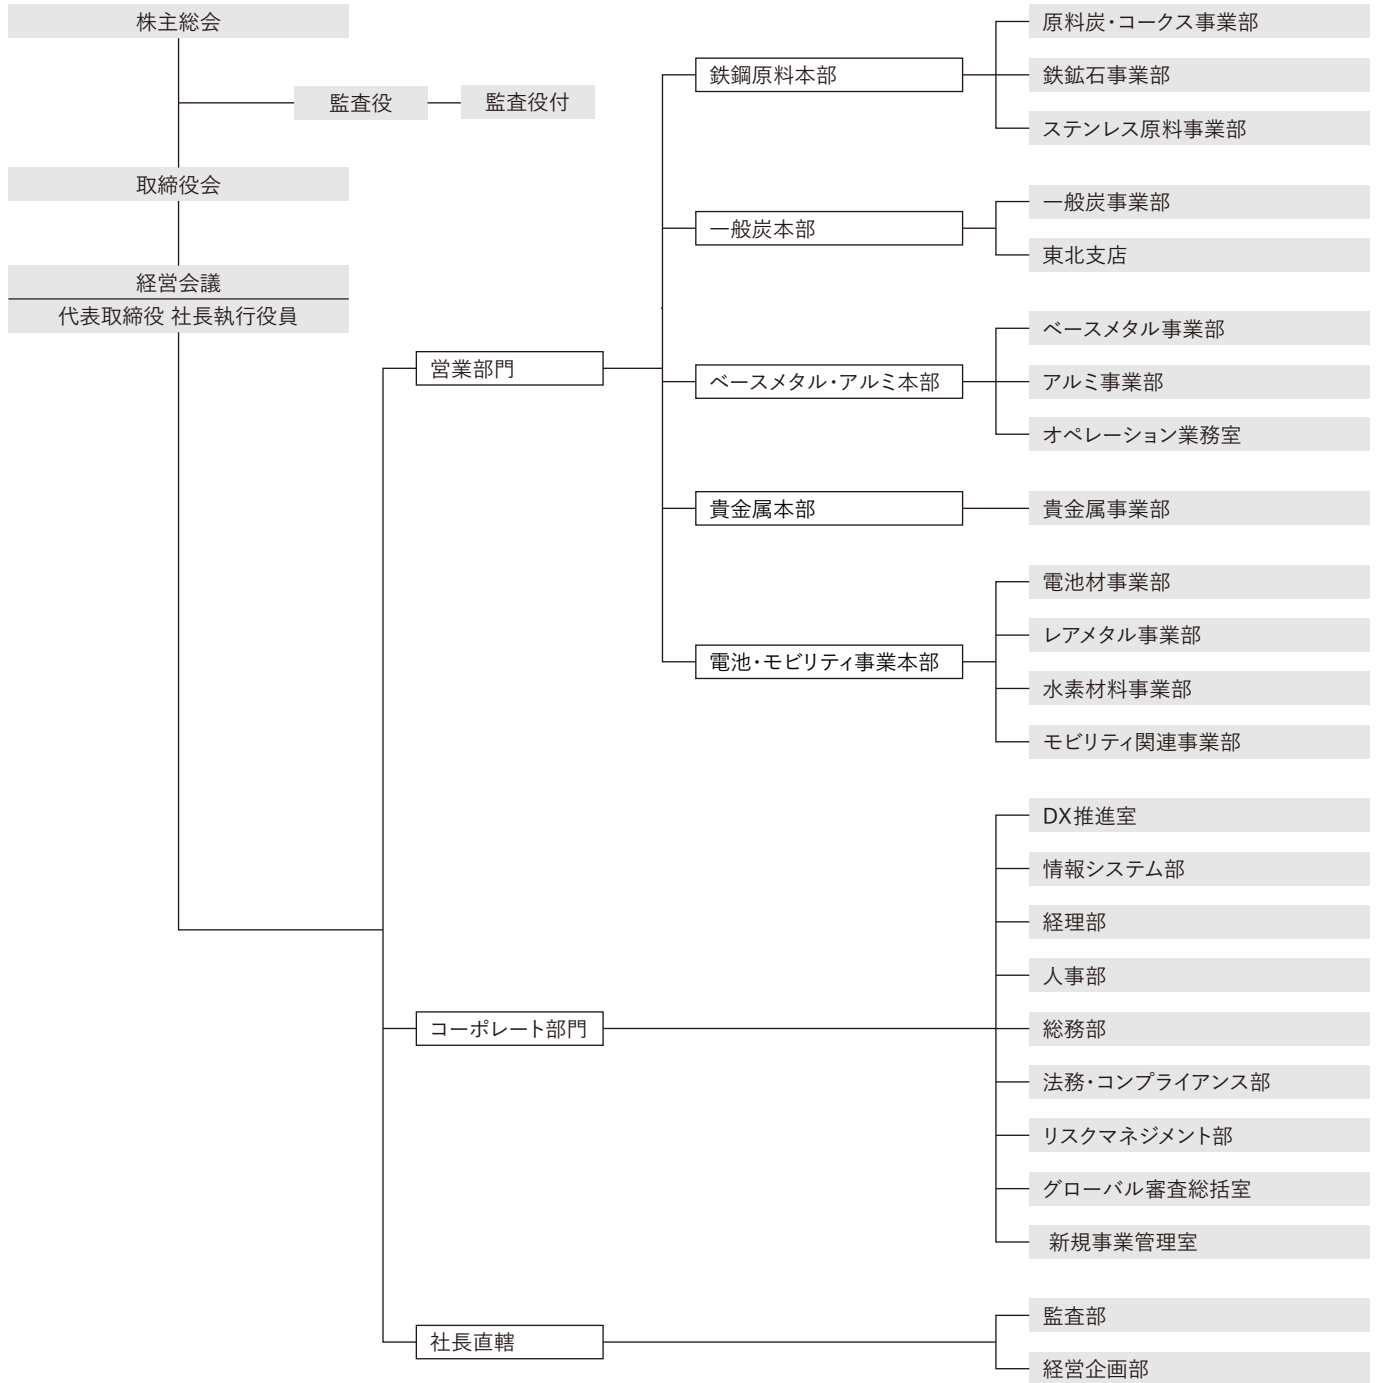 株主総会
監査役
監査役付
取締役会
経営会議
代表取締役 社長執行役員
営業部門
鉄鋼原料本部
原料炭・コークス事業部
鉄鉱石事業部
ステンレス原料事業部
一般炭本部
一般炭事業部
東北支店
ベースメタル・アルミ本部
ベースメタル事業部
アルミ事業部
オペレーション業務室
貴金属本部
貴金属事業部
電池・モビリティ事業本部
電池材事業部
レアメタル事業部
水素材料事業部
モビリティ関連事業部
コーポレート部門
DX推進室
情報システム部
経理部
人事部
総務部
法務・コンプライアンス部
リスクマネジメント部
グローバル審査総括室
新規事業管理室
社長直轄
監査部
経営企画部